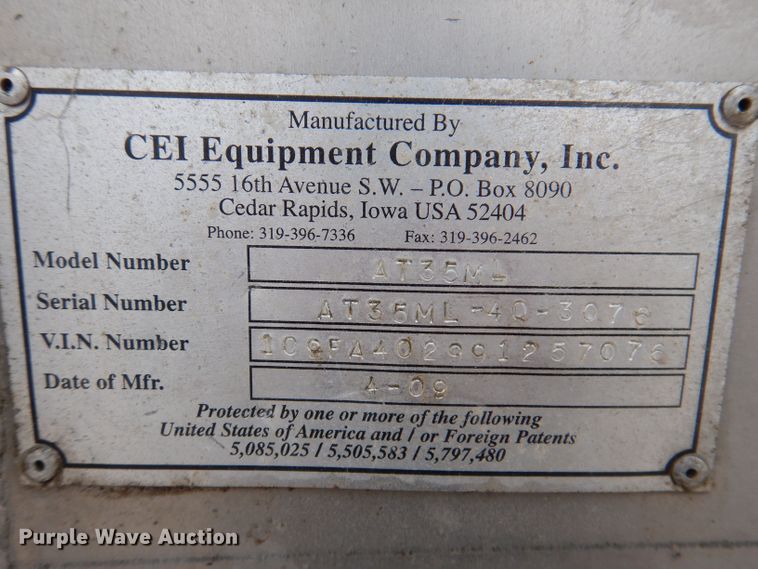 Manufactured By
CEI Equipment Company, Inc.
5555 16th Avenue S.W. – P.O. Box 8090
Cedar Rapids, Iowa USA 52404
Phone: 319-396-7336 Fax: 319-396-2462
Model Number AT35ML
Serial Number AT35ML-40-3076
V.I.N. Number 1C9FA402991257076
Date of Mfr. 4-09
Protected by one or more of the following
United States of America and / or Foreign Patents
5,085,025 / 5,505,583 / 5,797,480
Purple Wave Auction